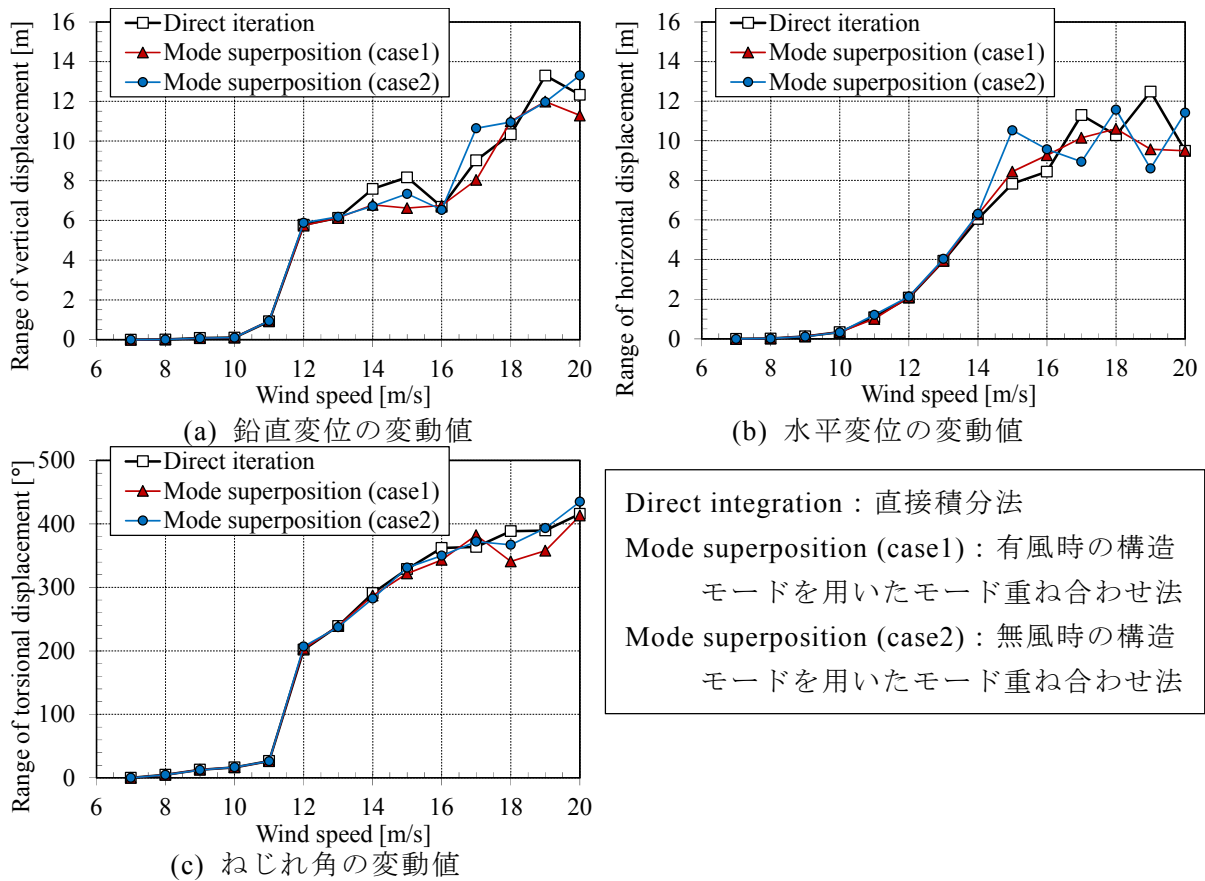 Direct iteration
Mode superposition (case1)
Mode superposition (case2)
Range of vertical displacement [m]
16
14
12
10
8
6
4
2
0
6 8 10 12 14 16 18 20
Wind speed [m/s]
(a) 鉛直変位の変動値
Direct iteration
Mode superposition (case1)
Mode superposition (case2)
Range of horizontal displacement [m]
16
14
12
10
8
6
4
2
0
6 8 10 12 14 16 18 20
Wind speed [m/s]
(b) 水平変位の変動値
Direct iteration
Mode superposition (case1)
Mode superposition (case2)
Range of torsional displacement [°]
500
400
300
200
100
0
6 8 10 12 14 16 18 20
Wind speed [m/s]
(c) ねじれ角の変動値
Direct integration : 直接積分法
Mode superposition (case1) : 有風時の構造
モードを用いたモード重ね合わせ法
Mode superposition (case2) : 無風時の構造
モードを用いたモード重ね合わせ法